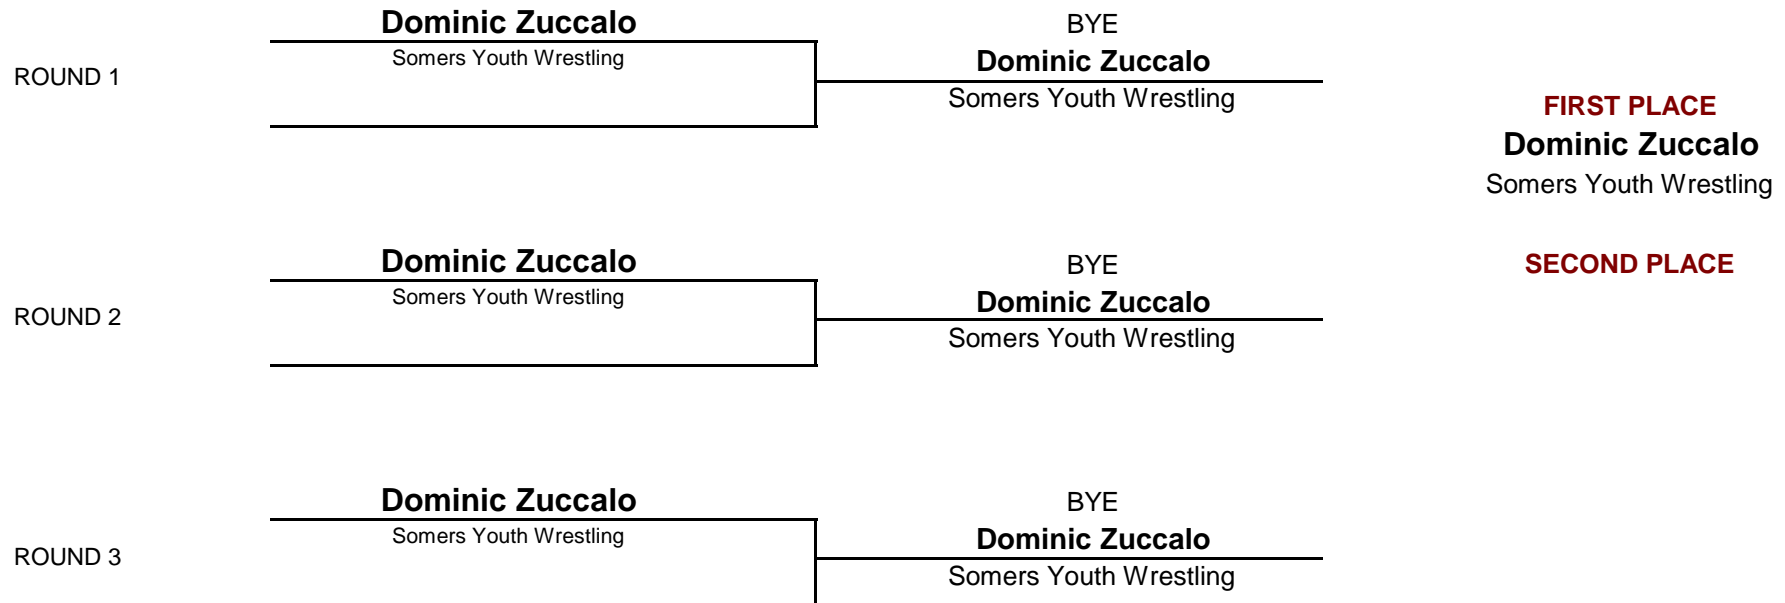 Dominic Zuccalo
BYE
Somers Youth Wrestling
Dominic Zuccalo
ROUND 1
Somers Youth Wrestling
FIRST PLACE
Dominic Zuccalo
Somers Youth Wrestling
Dominic Zuccalo
BYE
SECOND PLACE
Somers Youth Wrestling
Dominic Zuccalo
ROUND 2
Somers Youth Wrestling
Dominic Zuccalo
BYE
Somers Youth Wrestling
Dominic Zuccalo
ROUND 3
Somers Youth Wrestling